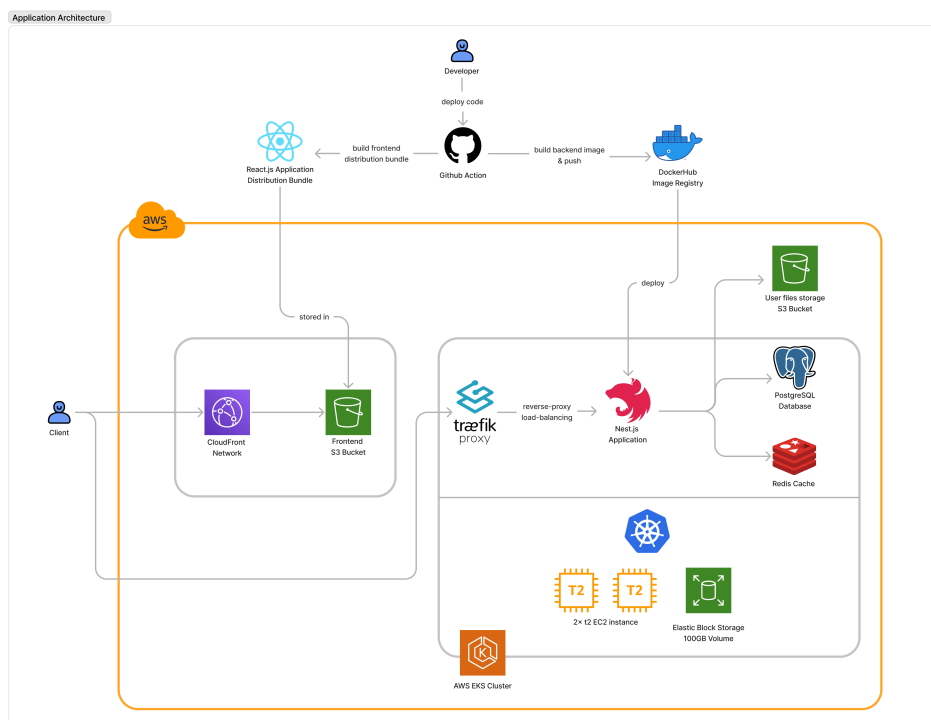 Application Architecture
Developer
deploy code
build frontend
distribution bundle
build backend image
& push
React.js Application
Distribution Bundle
Github Action
DockerHub
Image Registry
aws
deploy
User files storage
S3 Bucket
stored in
Client
CloudFront
Network
Frontend
S3 Bucket
træfik
proxy
reverse-proxy
load-balancing
Nest.js
Application
PostgreSQL
Database
Redis Cache
T2
T2
2× t2 EC2 instance
Elastic Block Storage
100GB Volume
K
AWS EKS Cluster